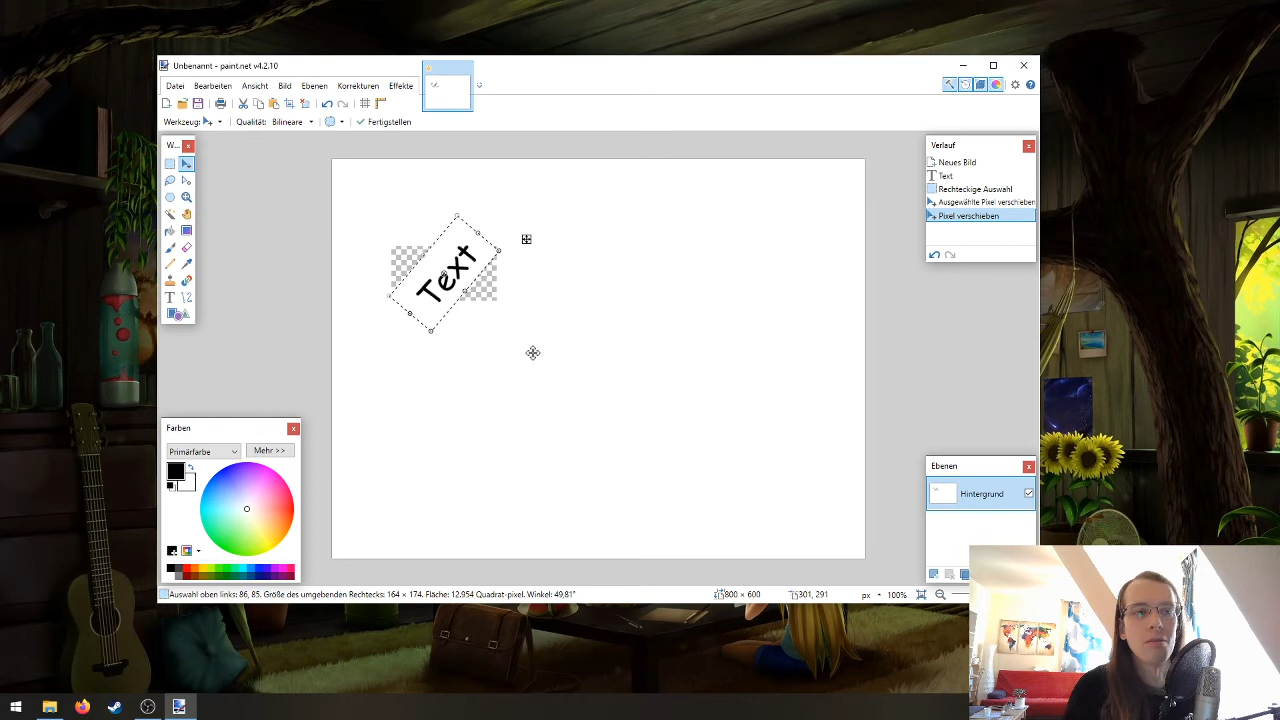 Unbenannt - paint.net v4.2.10
Datei Bearbeiten Ansicht Bild Ebenen Korrekturen Effekte
Werkzeug: Qualität: Bilineare Fertigstellen
W...
Verlauf
Neues Bild
Text
Rechteckige Auswahl
Ausgewählte Pixel verschieben
Pixel verschieben
Text
Farben
Primärfarbe Mehr >>
Ebenen
Hintergrund
Auswahl oben links: 86, 85. Größe des umgebenden Rechtecks: 164 × 174. Fläche: 12.954 Quadrat-pixel. Winkel: 49,81°
800 × 600 301, 291 px 100%